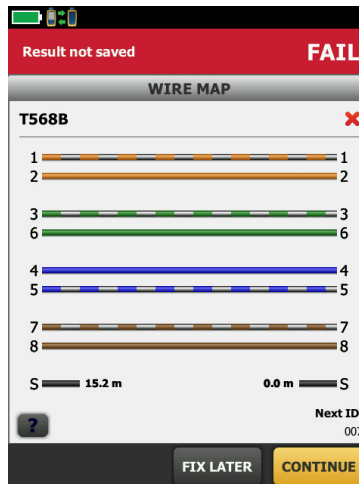 Result not saved FAIL
WIRE MAP
T568B
1 1
2 2
3 3
6 6
4 4
5 5
7 7
8 8
S 15.2 m 0.0 m S
?
Next ID
007
FIX LATER CONTINUE